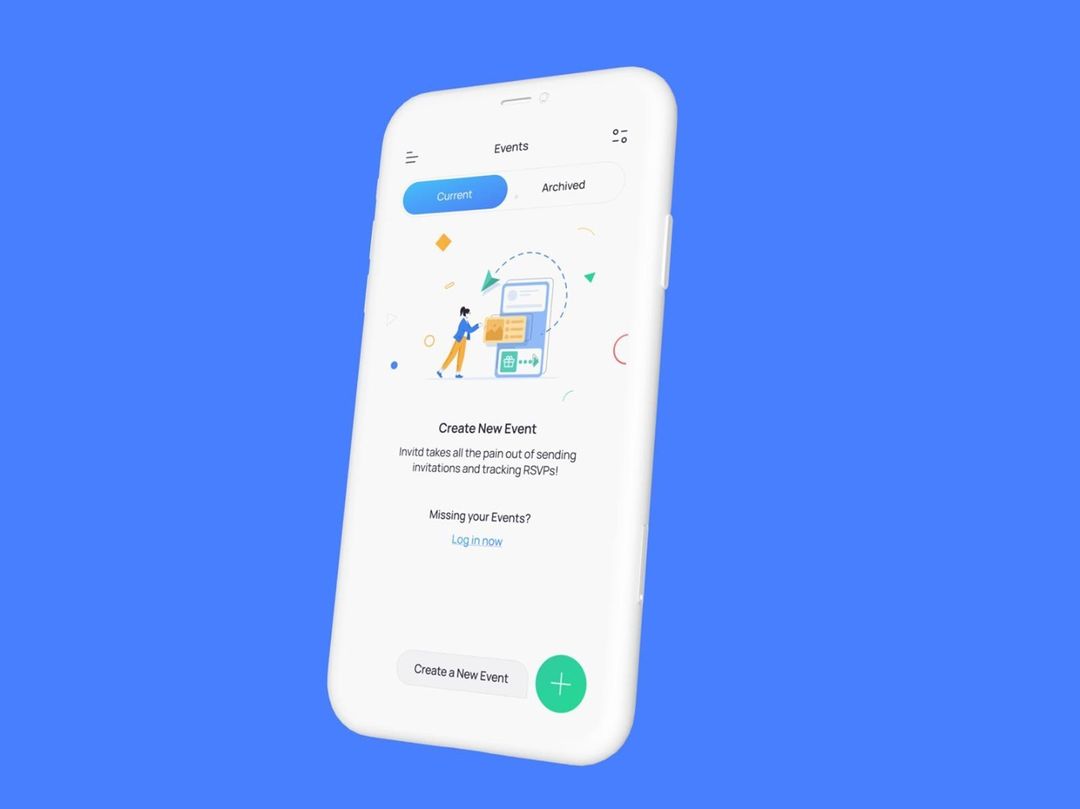 Events
Current
Archived
Create New Event
Invitd takes all the pain out of sending
invitations and tracking RSVPs!
Missing your Events?
Log in now
Create a New Event